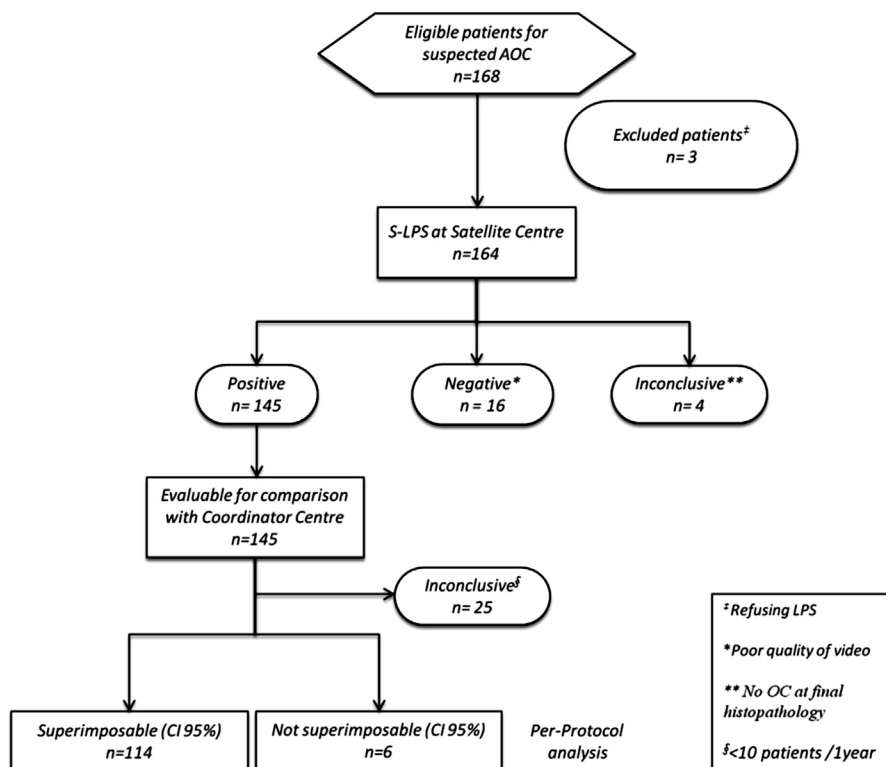 Eligible patients for
suspected AOC
n=168
Excluded patients‡
n= 3
S-LPS at Satellite Centre
n=164
Positive
n= 145
Negative*
n = 16
Inconclusive**
n= 4
Evaluable for comparison
with Coordinator Centre
n=145
Inconclusive§
n= 25
Superimposable (CI 95%)
n=114
Not superimposable (CI 95%)
n=6
Per-Protocol
analysis
‡Refusing LPS
*Poor quality of video
** No OC at final
histopathology
§<10 patients /1year